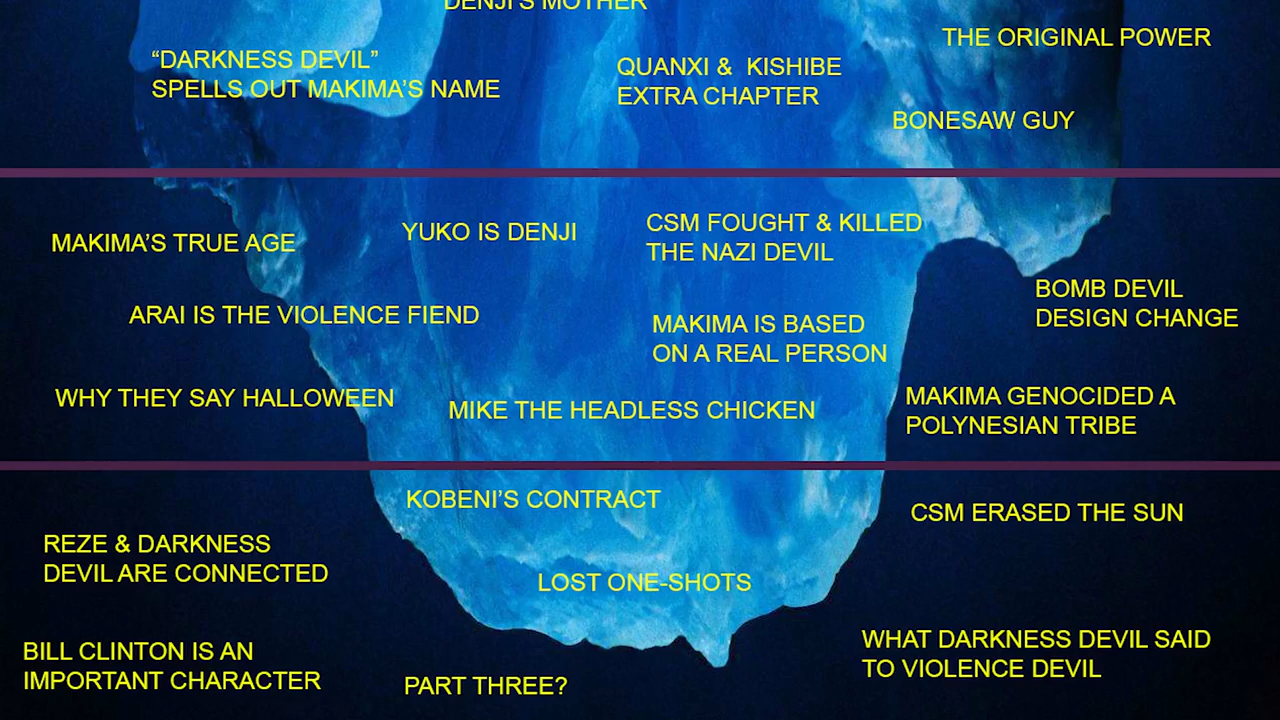 DENJI'S MOTHER
THE ORIGINAL POWER
“DARKNESS DEVIL”
SPELLS OUT MAKIMA’S NAME
QUANXI & KISHIBE
EXTRA CHAPTER
BONESAW GUY
MAKIMA’S TRUE AGE
YUKO IS DENJI
CSM FOUGHT & KILLED
THE NAZI DEVIL
BOMB DEVIL
DESIGN CHANGE
ARAI IS THE VIOLENCE FIEND
MAKIMA IS BASED
ON A REAL PERSON
WHY THEY SAY HALLOWEEN
MIKE THE HEADLESS CHICKEN
MAKIMA GENOCIDED A
POLYNESIAN TRIBE
KOBENI’S CONTRACT
CSM ERASED THE SUN
REZE & DARKNESS
DEVIL ARE CONNECTED
LOST ONE-SHOTS
BILL CLINTON IS AN
IMPORTANT CHARACTER
PART THREE?
WHAT DARKNESS DEVIL SAID
TO VIOLENCE DEVIL